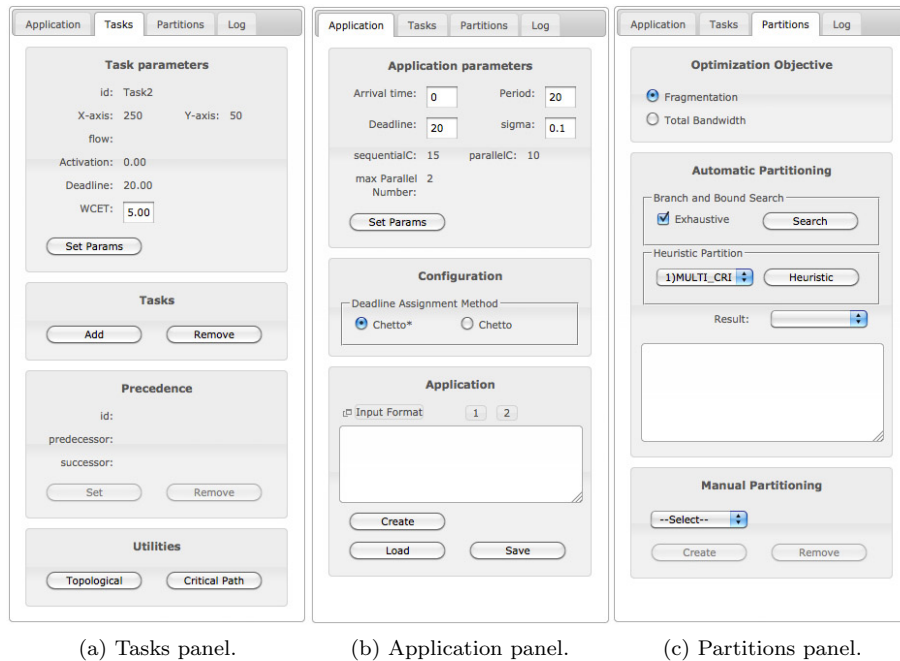 Application Tasks Partitions Log
Task parameters
id: Task2
X-axis: 250 Y-axis: 50
flow:
Activation: 0.00
Deadline: 20.00
WCET: 5.00
Set Params
Tasks
Add Remove
Precedence
id:
predecessor:
successor:
Set Remove
Utilities
Topological Critical Path
(a) Tasks panel.
Application Tasks Partitions Log
Application parameters
Arrival time: 0 Period: 20
Deadline: 20 sigma: 0.1
sequentialC: 15 parallelC: 10
max Parallel 2
Number:
Set Params
Configuration
Deadline Assignment Method
Chetto* Chetto
Application
Input Format 1 2
Create
Load Save
(b) Application panel.
Application Tasks Partitions Log
Optimization Objective
Fragmentation
Total Bandwidth
Automatic Partitioning
Branch and Bound Search
Exhaustive Search
Heuristic Partition
1)MULTI_CRI Heuristic
Result:
Manual Partitioning
--Select--
Create Remove
(c) Partitions panel.